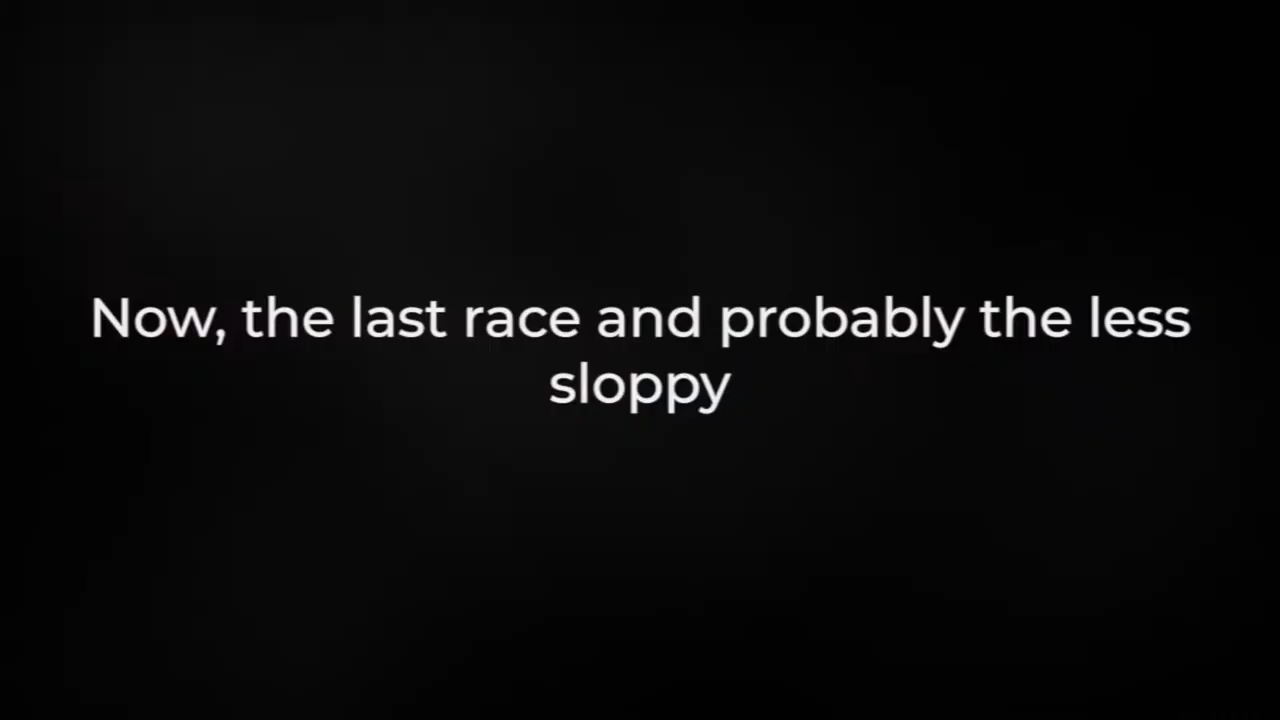 Now, the last race and probably the less
sloppy